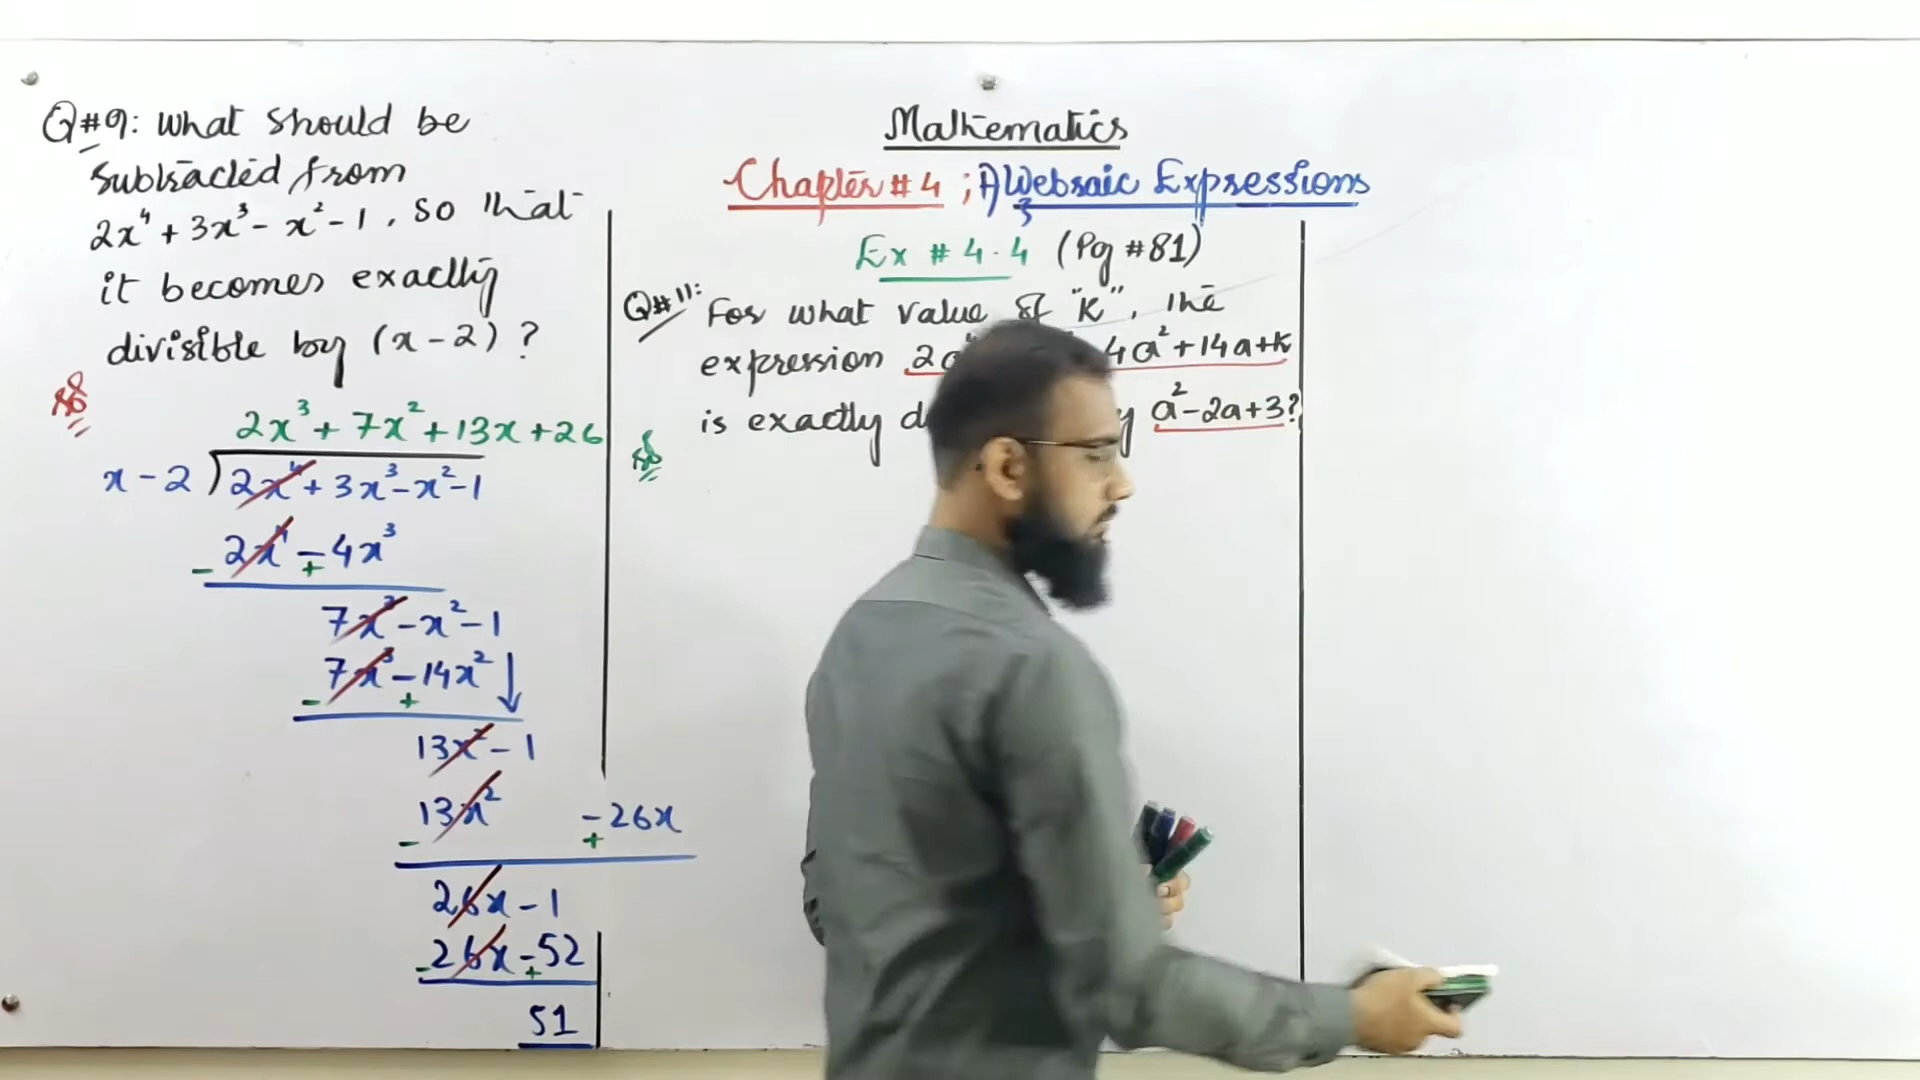 Q#9: What should be
subtracted from
2x⁴ + 3x³ - x² - 1, so that
it becomes exactly
divisible by (x - 2) ?
2x³ + 7x² + 13x + 26
x - 2 ) 2x⁴ + 3x³ - x² - 1
2x⁴ - 4x³
- +
7x³ - x² - 1
7x³ - 14x² ↓
- +
13x² - 1
13x² - 26x
- +
26x - 1
26x - 52
- +
51
Mathematics
Chapter # 4 ; Algebraic Expressions
Ex # 4.4 (Pg #81)
Q#11: For what value of "K", the
expression 4a² + 14a + k
is exactly a² - 2a + 3?